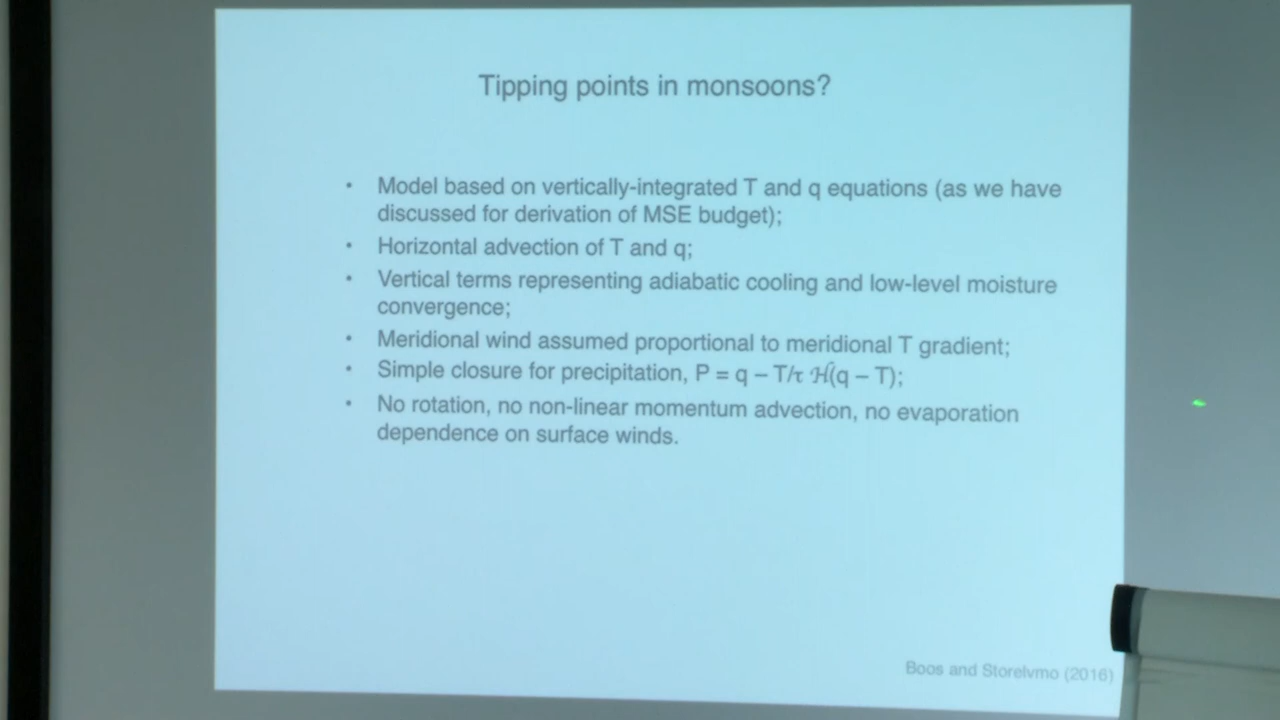 Tipping points in monsoons?
• Model based on vertically-integrated T and q equations (as we have
discussed for derivation of MSE budget);
• Horizontal advection of T and q;
• Vertical terms representing adiabatic cooling and low-level moisture
convergence;
• Meridional wind assumed proportional to meridional T gradient;
• Simple closure for precipitation, P = q – T/τ ℋ(q – T);
• No rotation, no non-linear momentum advection, no evaporation
dependence on surface winds.
Boos and Storelvmo (2016)